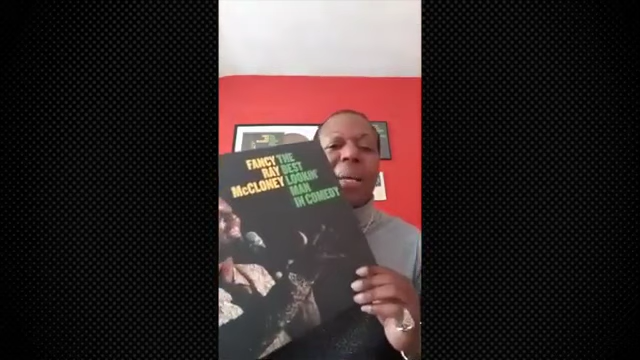 FANCY THE
RAY BEST
McCLONEY LOOKIN'
MAN
IN COMEDY